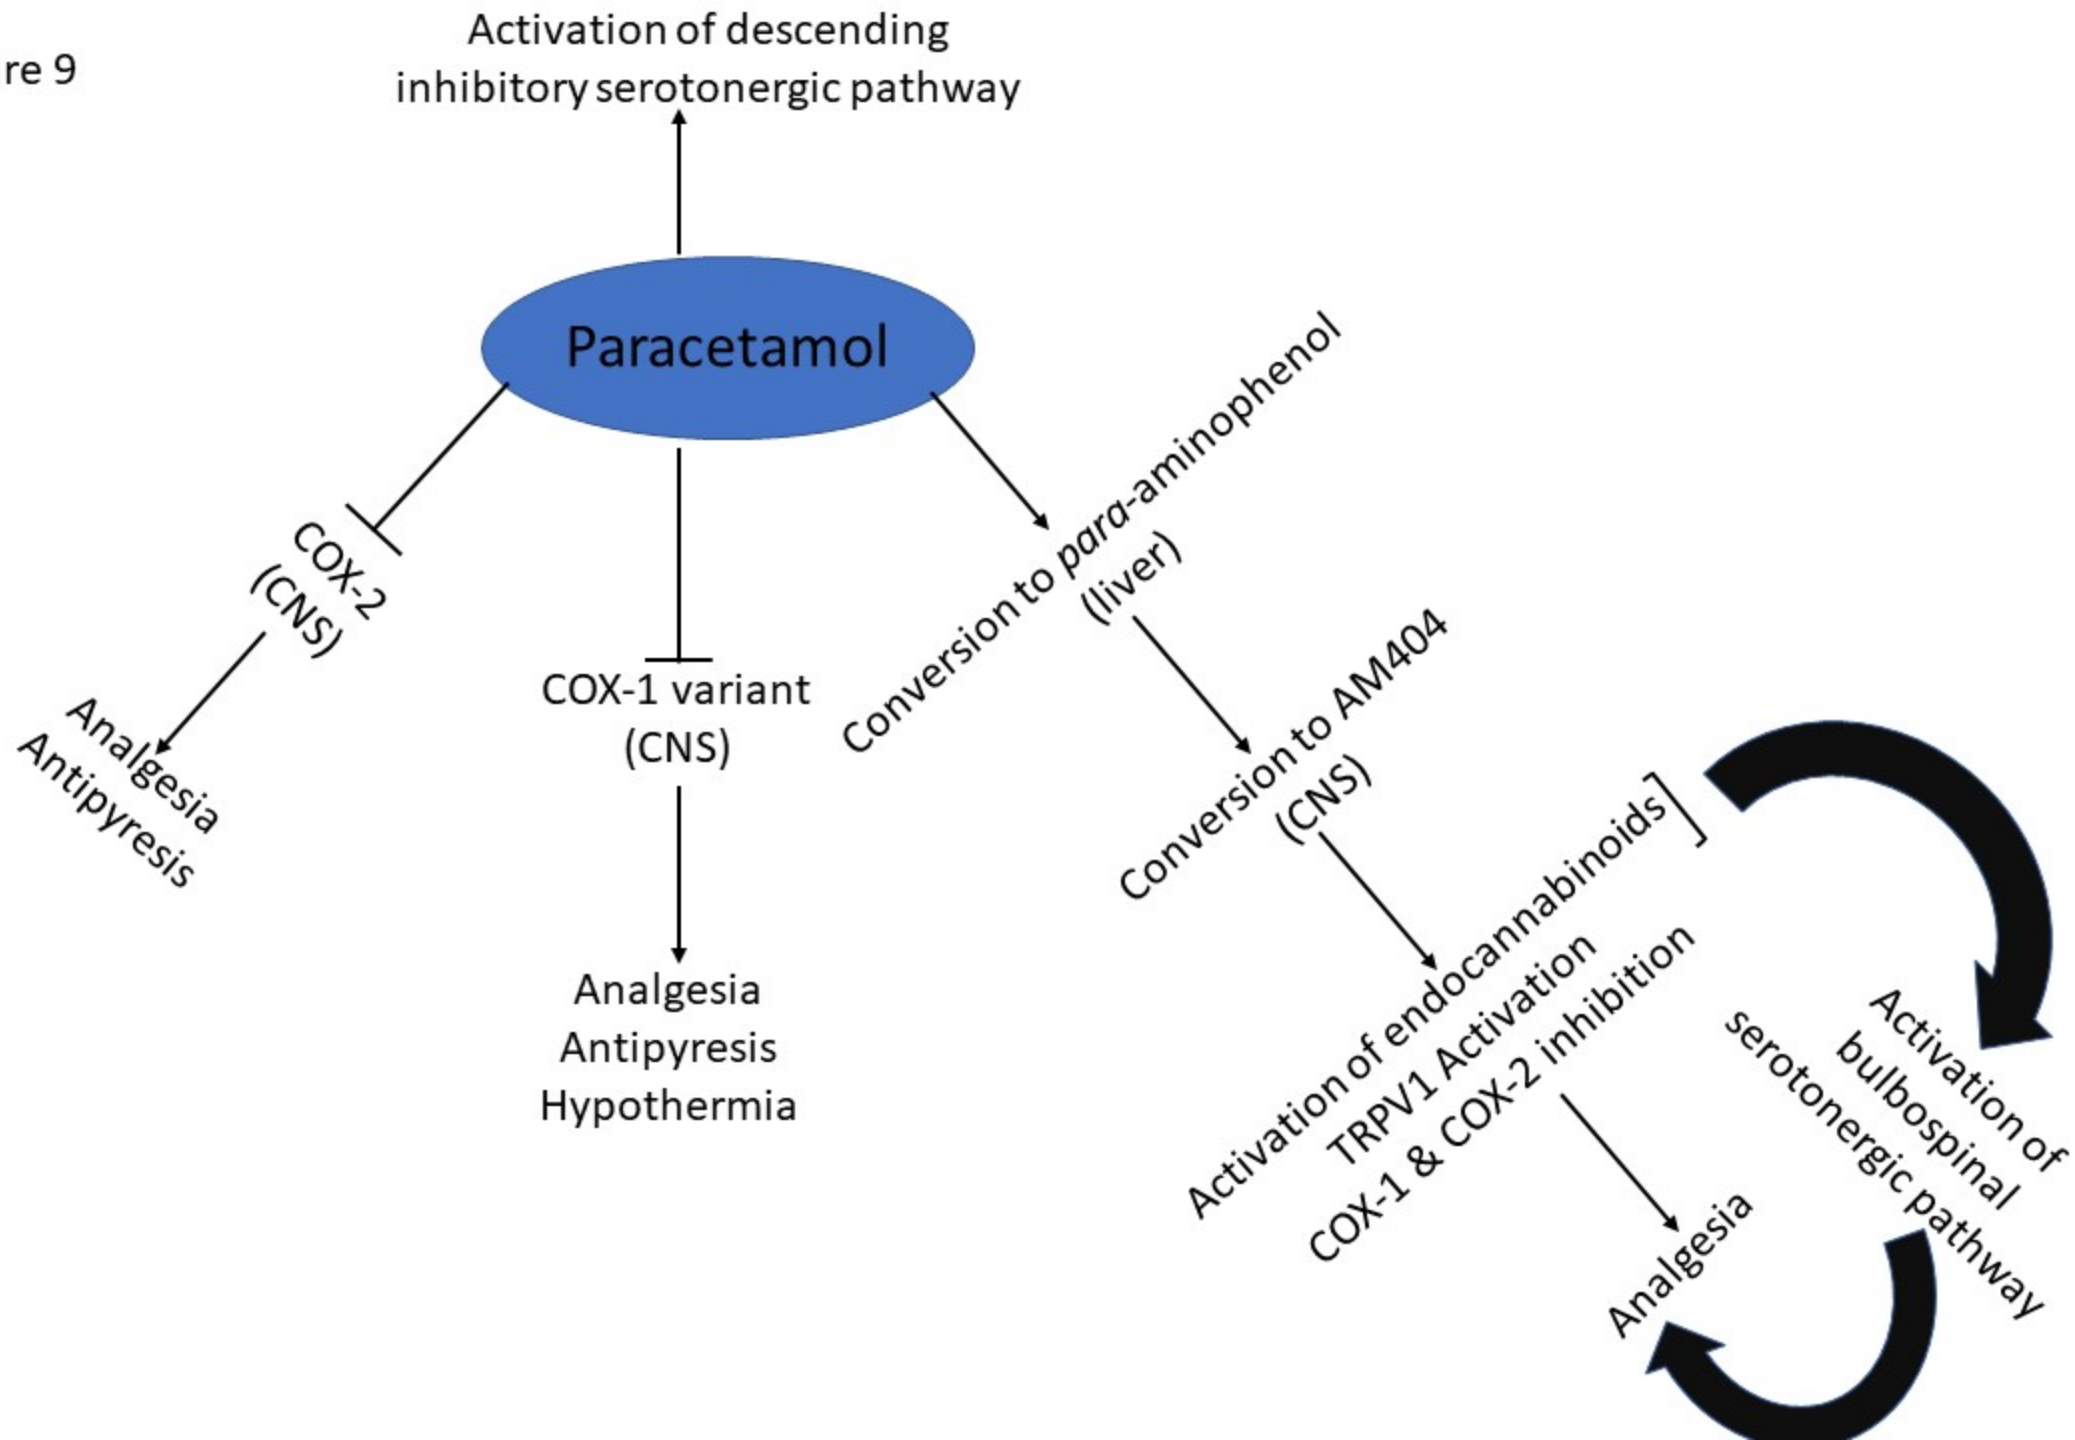 re 9
Activation of descending
inhibitory serotonergic pathway
Paracetamol
COX-2
(CNS)
Analgesia
Antipyresis
COX-1 variant
(CNS)
Analgesia
Antipyresis
Hypothermia
Conversion to para-aminophenol
(liver)
Conversion to AM404
(CNS)
Activation of endocannabinoids]
TRPV1 Activation
COX-1 & COX-2 inhibition
Activation of
bulbospinal
serotonergic pathway
Analgesia